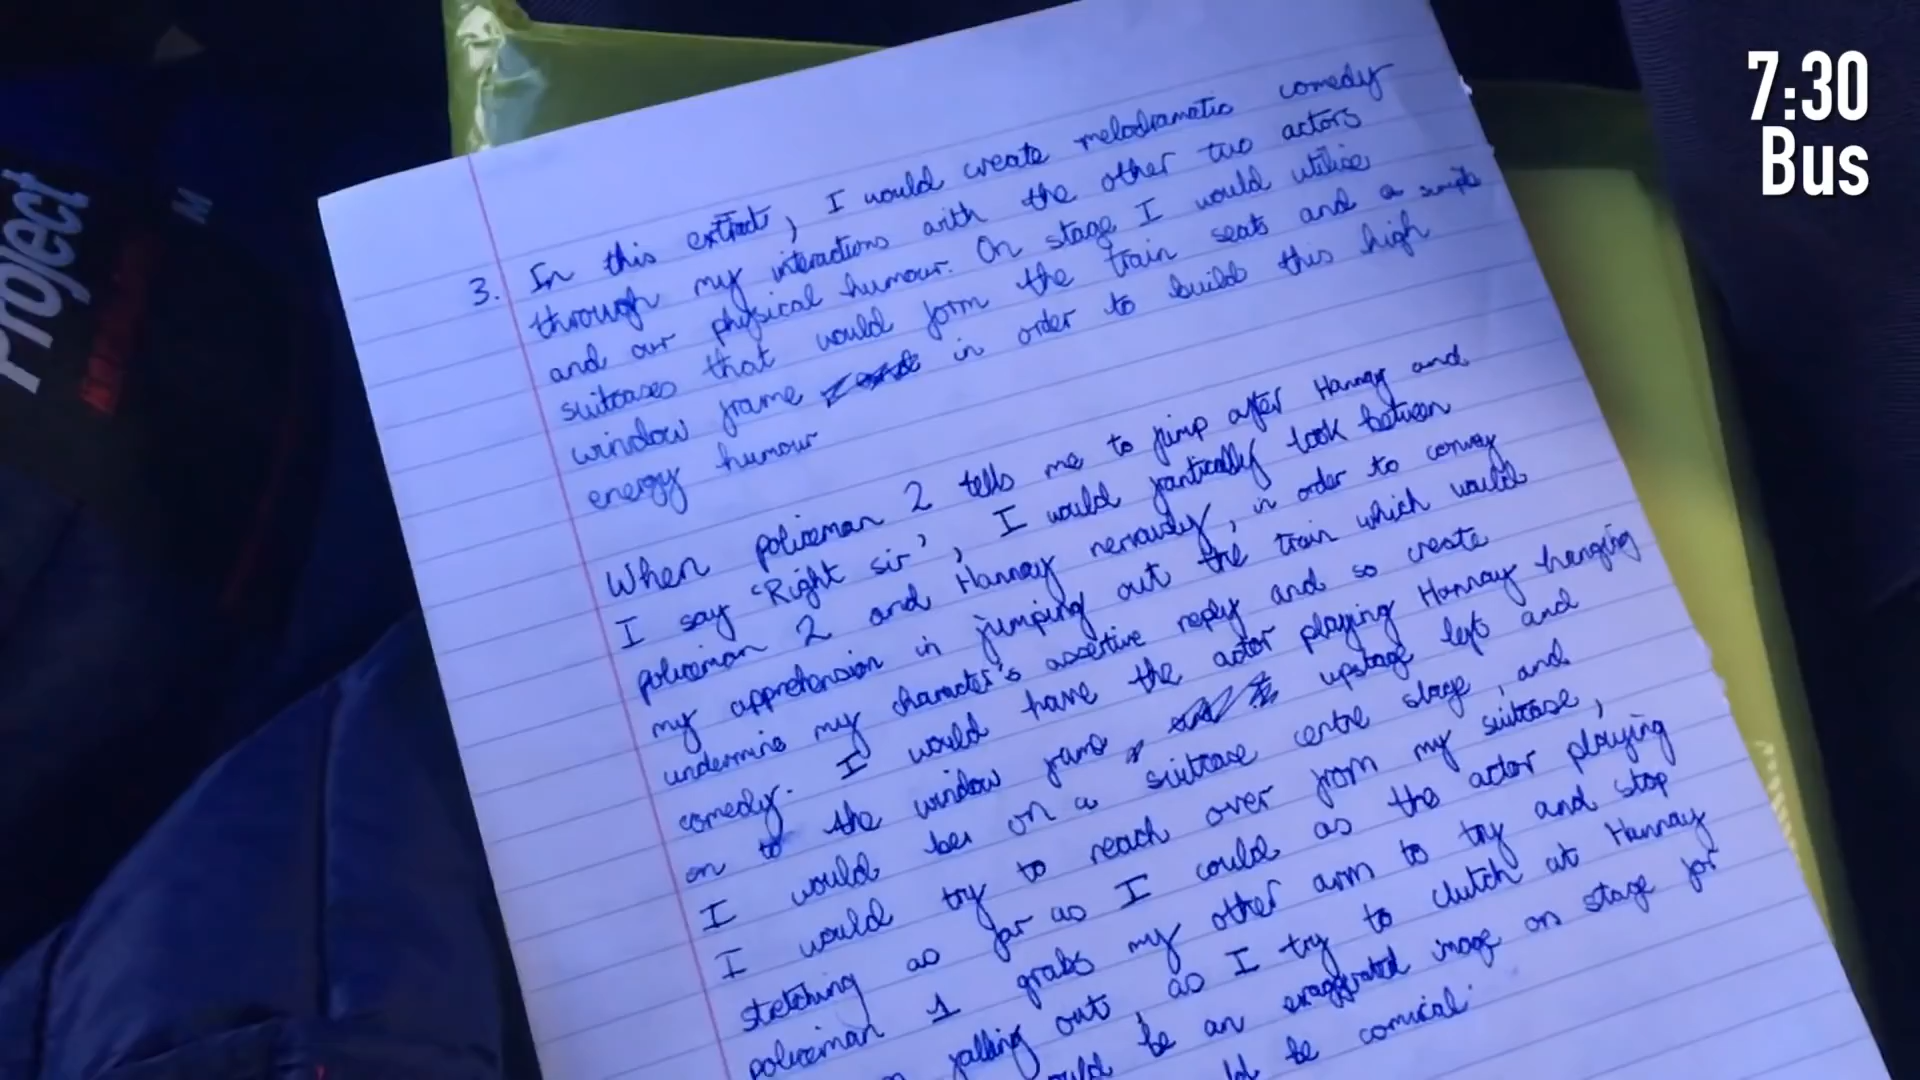 7:30
Bus
Project
M
3. In this extract, I would create melodramatic comedy
through my interactions with the other two actors
and our physical humour. On stage I would utilise
suitcases that would form the train seats and a simple
window frame in order to build this high
energy humour
When policeman 2 tells me to jump after Hannay and
I say 'Right sir', I would frantically look between
policeman 2 and Hannay nervously, in order to convey
my apprehension in jumping out the train which would
undermine my character's assertive reply and so create
comedy. I would have the actor playing Hannay hanging
on to the window frame upstage left and
I would be on a suitcase centre stage, and
I would try to reach over from my suitcase,
stretching as far as I could as the actor playing
policeman 1 grabs my other arm to try and stop
falling out, as I try to clutch at Hannay
be an exaggerated image on stage for
be comical.